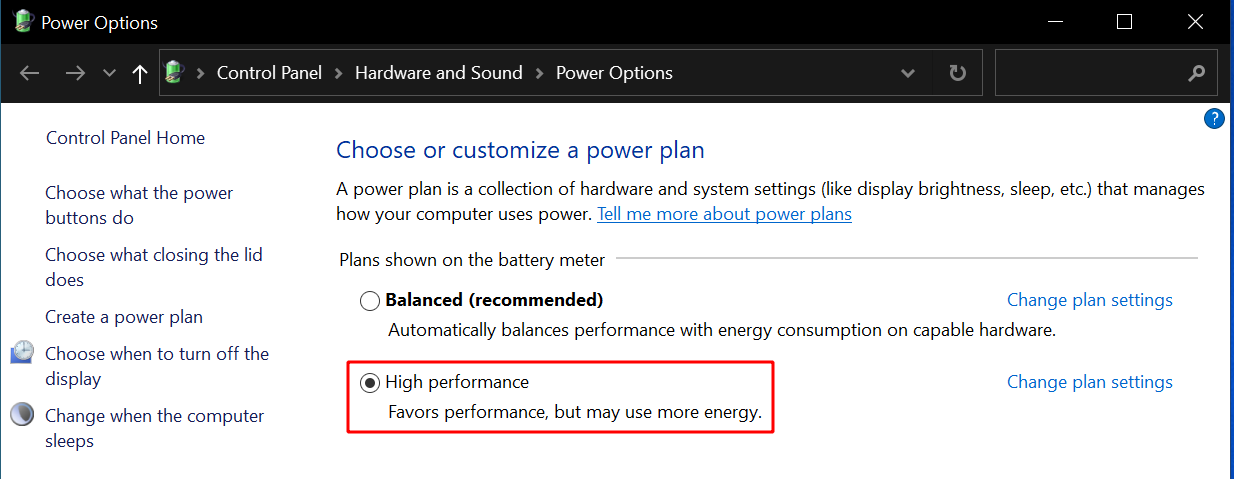 Power Options
Control Panel > Hardware and Sound > Power Options
?
Control Panel Home
Choose what the power
buttons do
Choose what closing the lid
does
Create a power plan
Choose when to turn off the
display
Change when the computer
sleeps
Choose or customize a power plan
A power plan is a collection of hardware and system settings (like display brightness, sleep, etc.) that manages
how your computer uses power. Tell me more about power plans
Plans shown on the battery meter
Balanced (recommended) Change plan settings
Automatically balances performance with energy consumption on capable hardware.
High performance Change plan settings
Favors performance, but may use more energy.